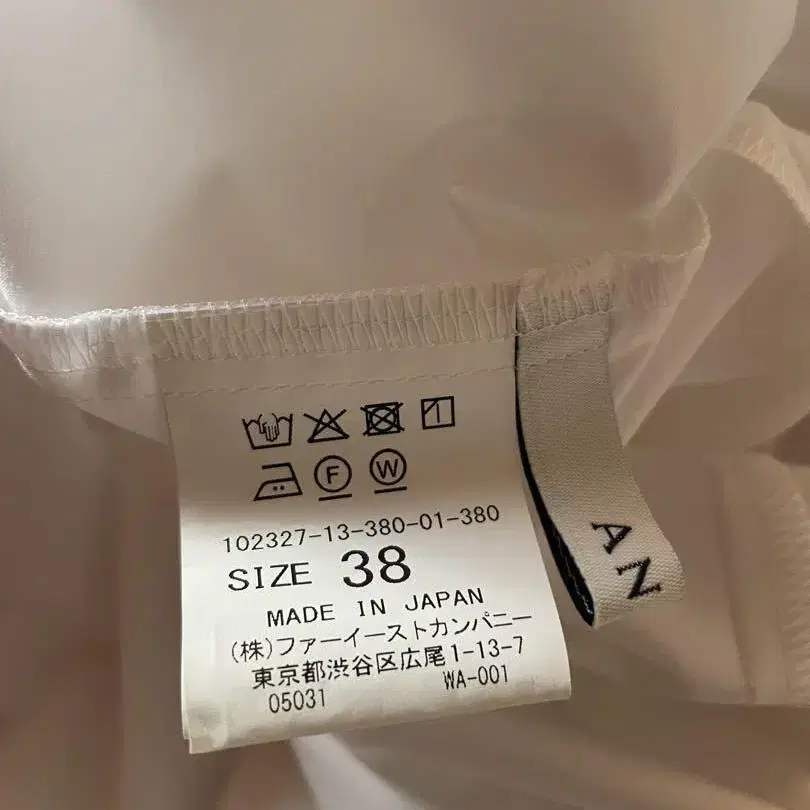 F W
102327-13-380-01-380
SIZE 38
MADE IN JAPAN
(株)ファーイーストカンパニー
東京都渋谷区広尾1-13-7
05031 WA-001
AN